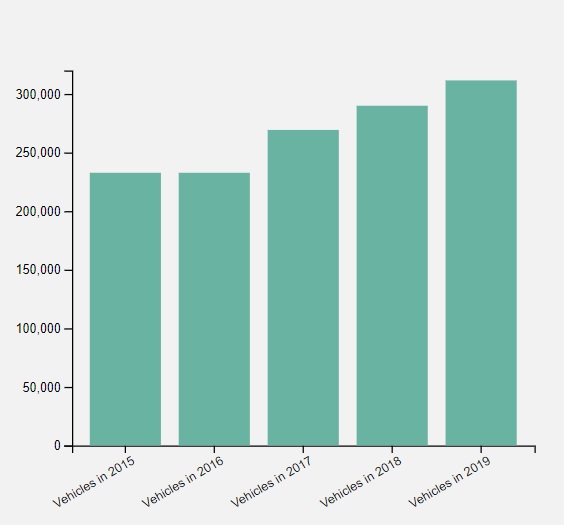 300,000
250,000
200,000
150,000
100,000
50,000
0
Vehicles in 2015
Vehicles in 2016
Vehicles in 2017
Vehicles in 2018
Vehicles in 2019